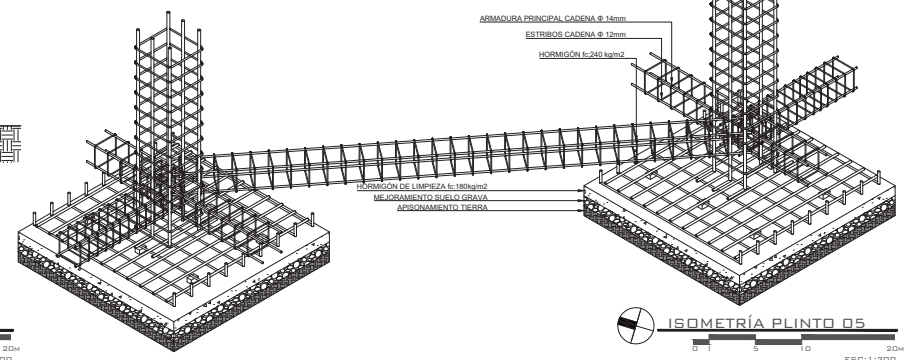 ARMADURA PRINCIPAL CADENA Φ 14mm
ESTRIBOS CADENA Φ 12mm
HORMIGÓN fc;240 kg/m2
HORMIGÓN DE LIMPIEZA fc:180kg/m2
MEJORAMIENTO SUELO GRAVA
APISONAMIENTO TIERRA
ISOMETRÍA PLINTO 05
0 1 5 10 20M
20M